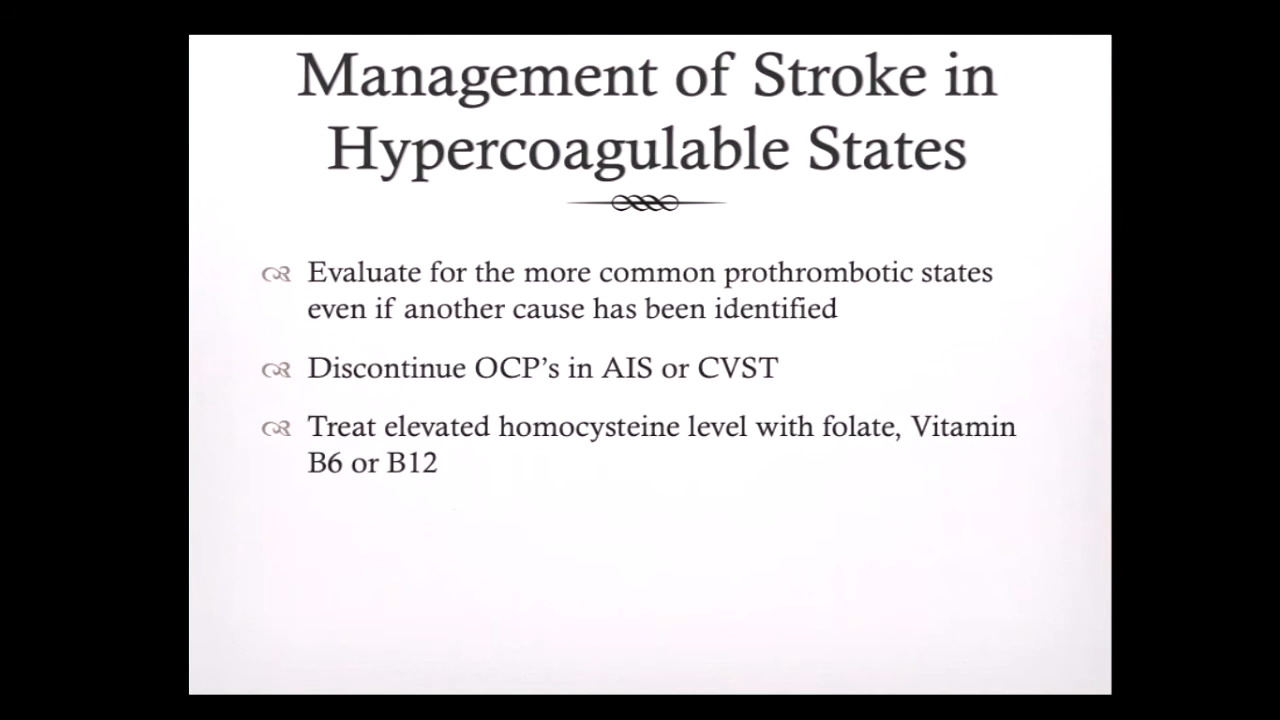 Management of Stroke in
Hypercoagulable States
Evaluate for the more common prothrombotic states
even if another cause has been identified
Discontinue OCP’s in AIS or CVST
Treat elevated homocysteine level with folate, Vitamin
B6 or B12